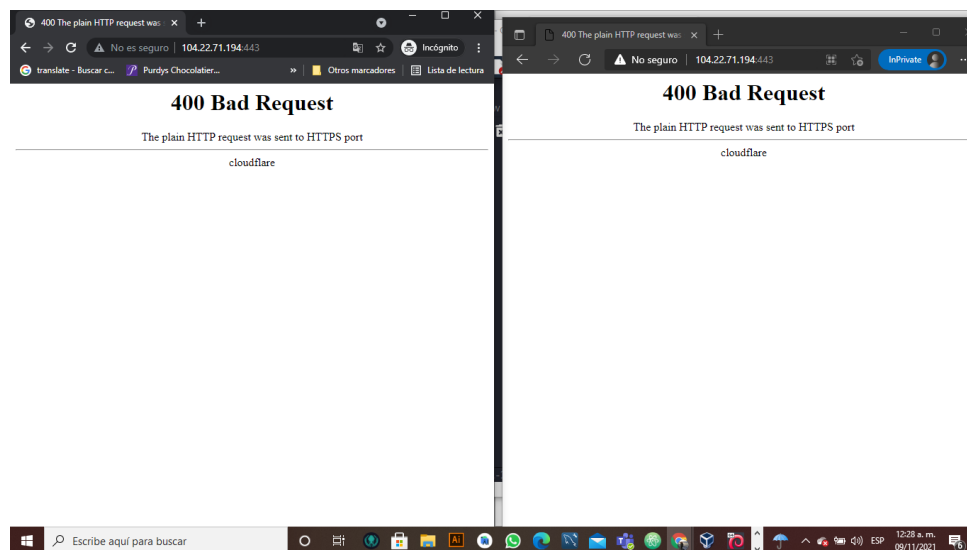 400 The plain HTTP request was
No es seguro | 104.22.71.194:443
Incógnito
translate - Buscar c...
Purdys Chocolatier...
»
Otros marcadores
Lista de lectura
400 Bad Request
The plain HTTP request was sent to HTTPS port
cloudflare
400 The plain HTTP request was
No seguro | 104.22.71.194:443
InPrivate
400 Bad Request
The plain HTTP request was sent to HTTPS port
cloudflare
Escribe aquí para buscar
Ai
ESP
12:28 a. m.
09/11/2021